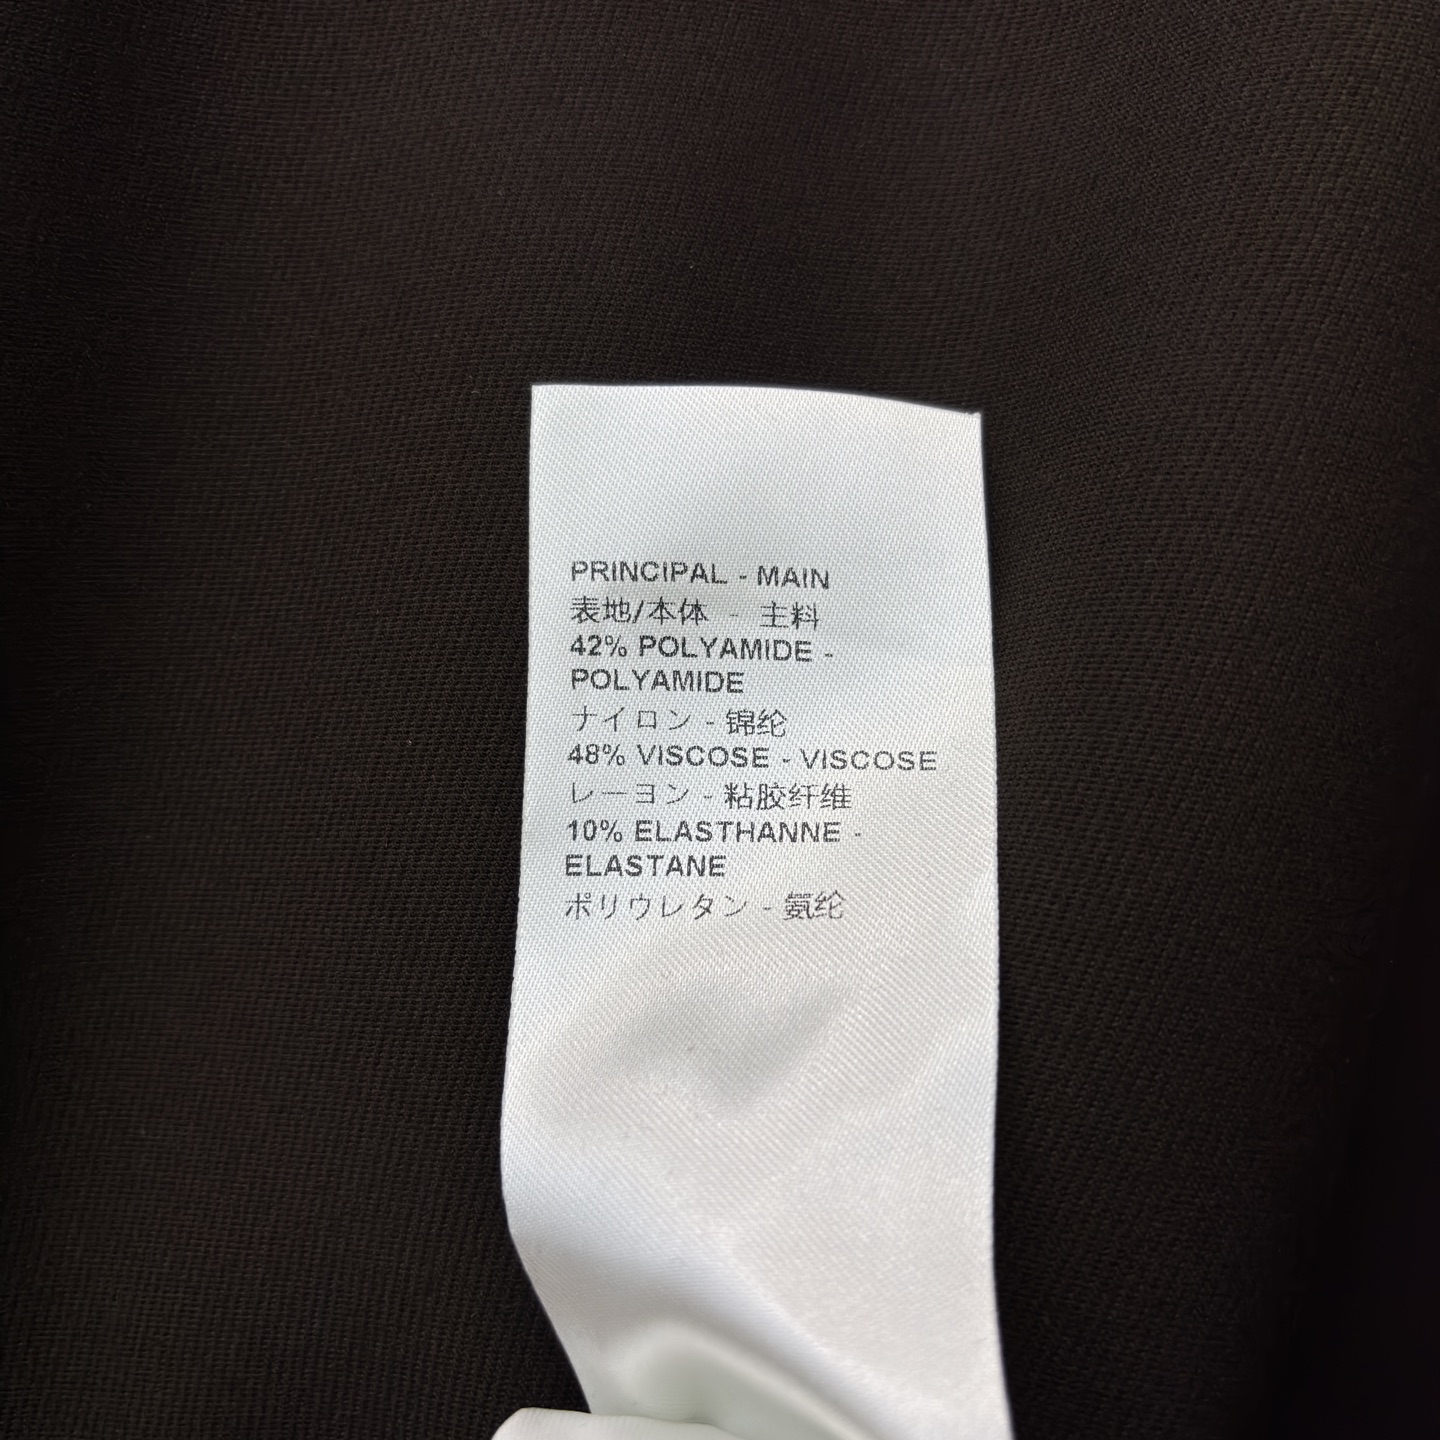 PRINCIPAL - MAIN
表地/本体 - 主料
42% POLYAMIDE -
POLYAMIDE
ナイロン - 锦纶
48% VISCOSE - VISCOSE
レーヨン - 粘胶纤维
10% ELASTHANNE -
ELASTANE
ポリウレタン - 氨纶